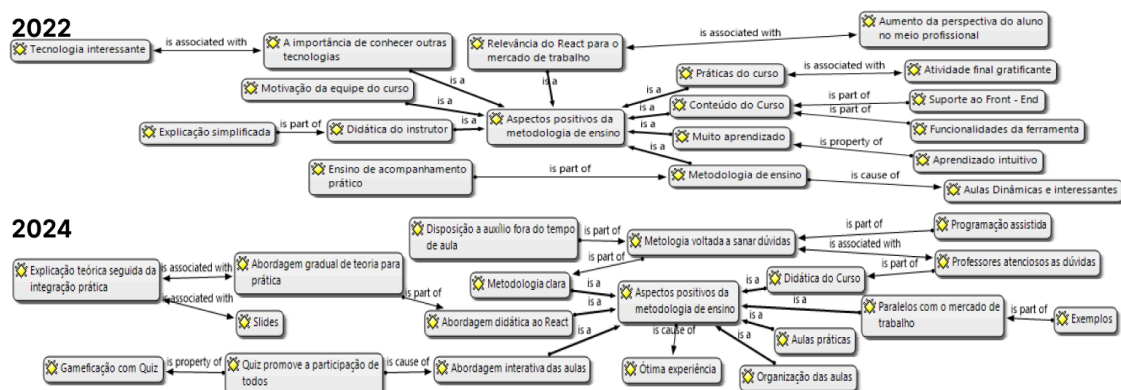 2022
Tecnologia interessante
is associated with
A importância de conhecer outras
tecnologias
Relevância do React para o
mercado de trabalho
is associated with
Aumento da perspectiva do aluno
no meio profissional
is a
is a
Motivação da equipe do curso
is a
Práticas do curso
is associated with
Atividade final gratificante
is a
Conteúdo do Curso
is part of
Suporte ao Front - End
is part of
Funcionalidades da ferramenta
is a
Explicação simplificada
is part of
Didática do instrutor
is a
Aspectos positivos da
metodologia de ensino
is a
Muito aprendizado
is property of
Aprendizado intuitivo
is a
Ensino de acompanhamento
prático
is part of
Metodologia de ensino
is cause of
Aulas Dinâmicas e interessantes
2024
Disposição a auxílio fora do tempo
de aula
is part of
Metologia voltada a sanar dúvidas
is part of
Programação assistida
is associated with
Professores atenciosos as dúvidas
is part of
Explicação teórica seguida da
integração prática
is associated with
Abordagem gradual de teoria para
prática
is part of
Metodologia clara
is a
Aspectos positivos da
metodologia de ensino
is a
Didática do Curso
is part of
is associated with
Slides
Abordagem didática ao React
is a
is a
Paralelos com o mercado de
trabalho
is part of
Exemplos
is a
Aulas práticas
is a
is cause of
is a
Gameficação com Quiz
is property of
Quiz promove a participação de
todos
is cause of
Abordagem interativa das aulas
Ótima experiência
Organização das aulas